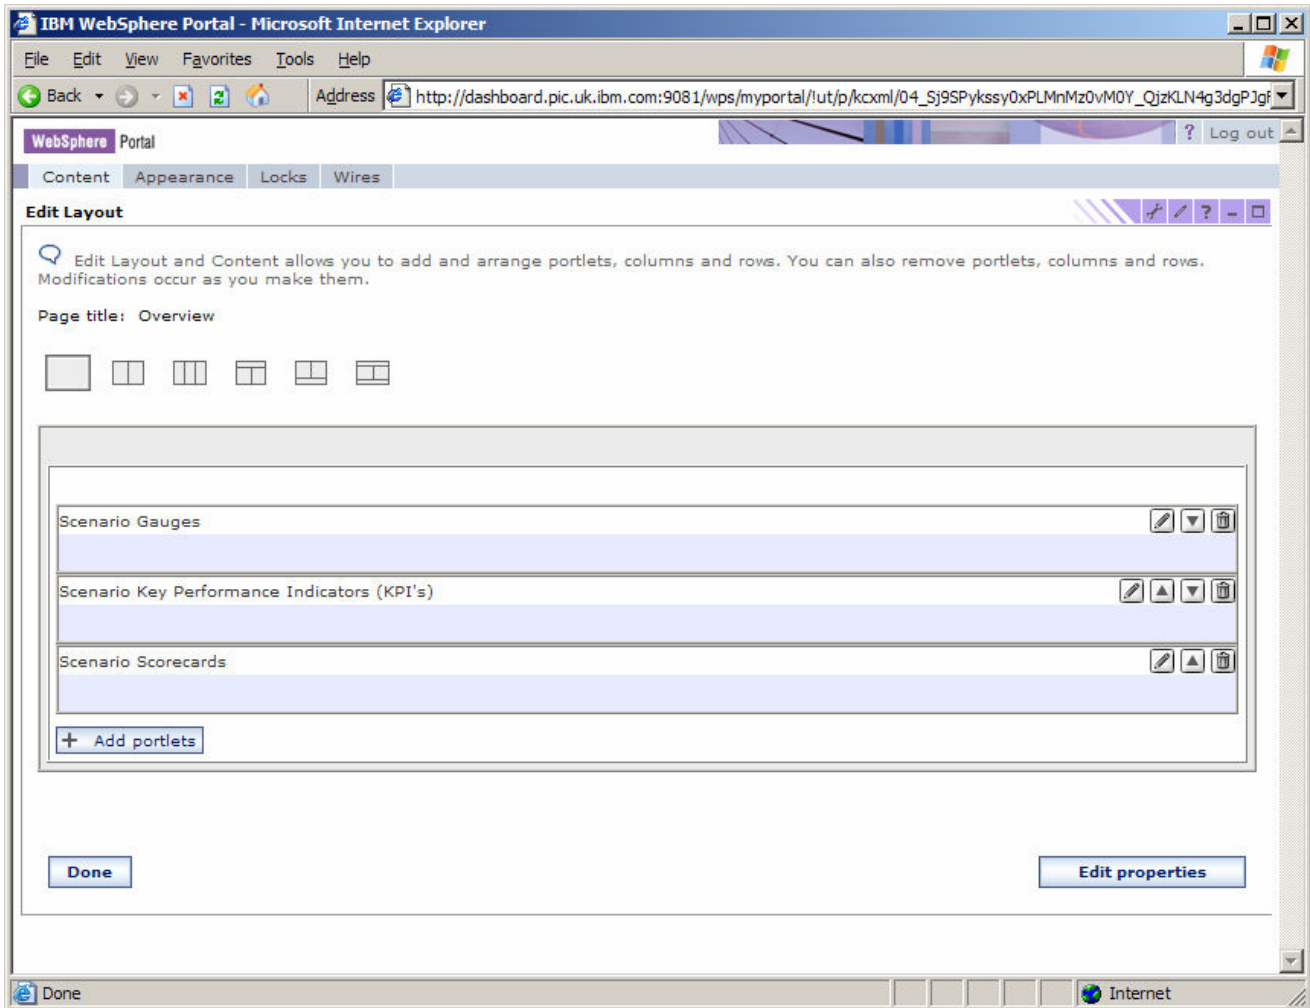 IBM WebSphere Portal - Microsoft Internet Explorer
File Edit View Favorites Tools Help
Back Address http://dashboard.pic.uk.ibm.com:9081/wps/myportal/!ut/p/kcxml/04_Sj9SPykssy0xPLMnMz0vM0Y_QjzKLN4g3dgPJgF
WebSphere Portal ? Log out
Content Appearance Locks Wires
Edit Layout ?
Edit Layout and Content allows you to add and arrange portlets, columns and rows. You can also remove portlets, columns and rows.
Modifications occur as you make them.
Page title: Overview
Scenario Gauges
Scenario Key Performance Indicators (KPI's)
Scenario Scorecards
+ Add portlets
Done Edit properties
Done Internet